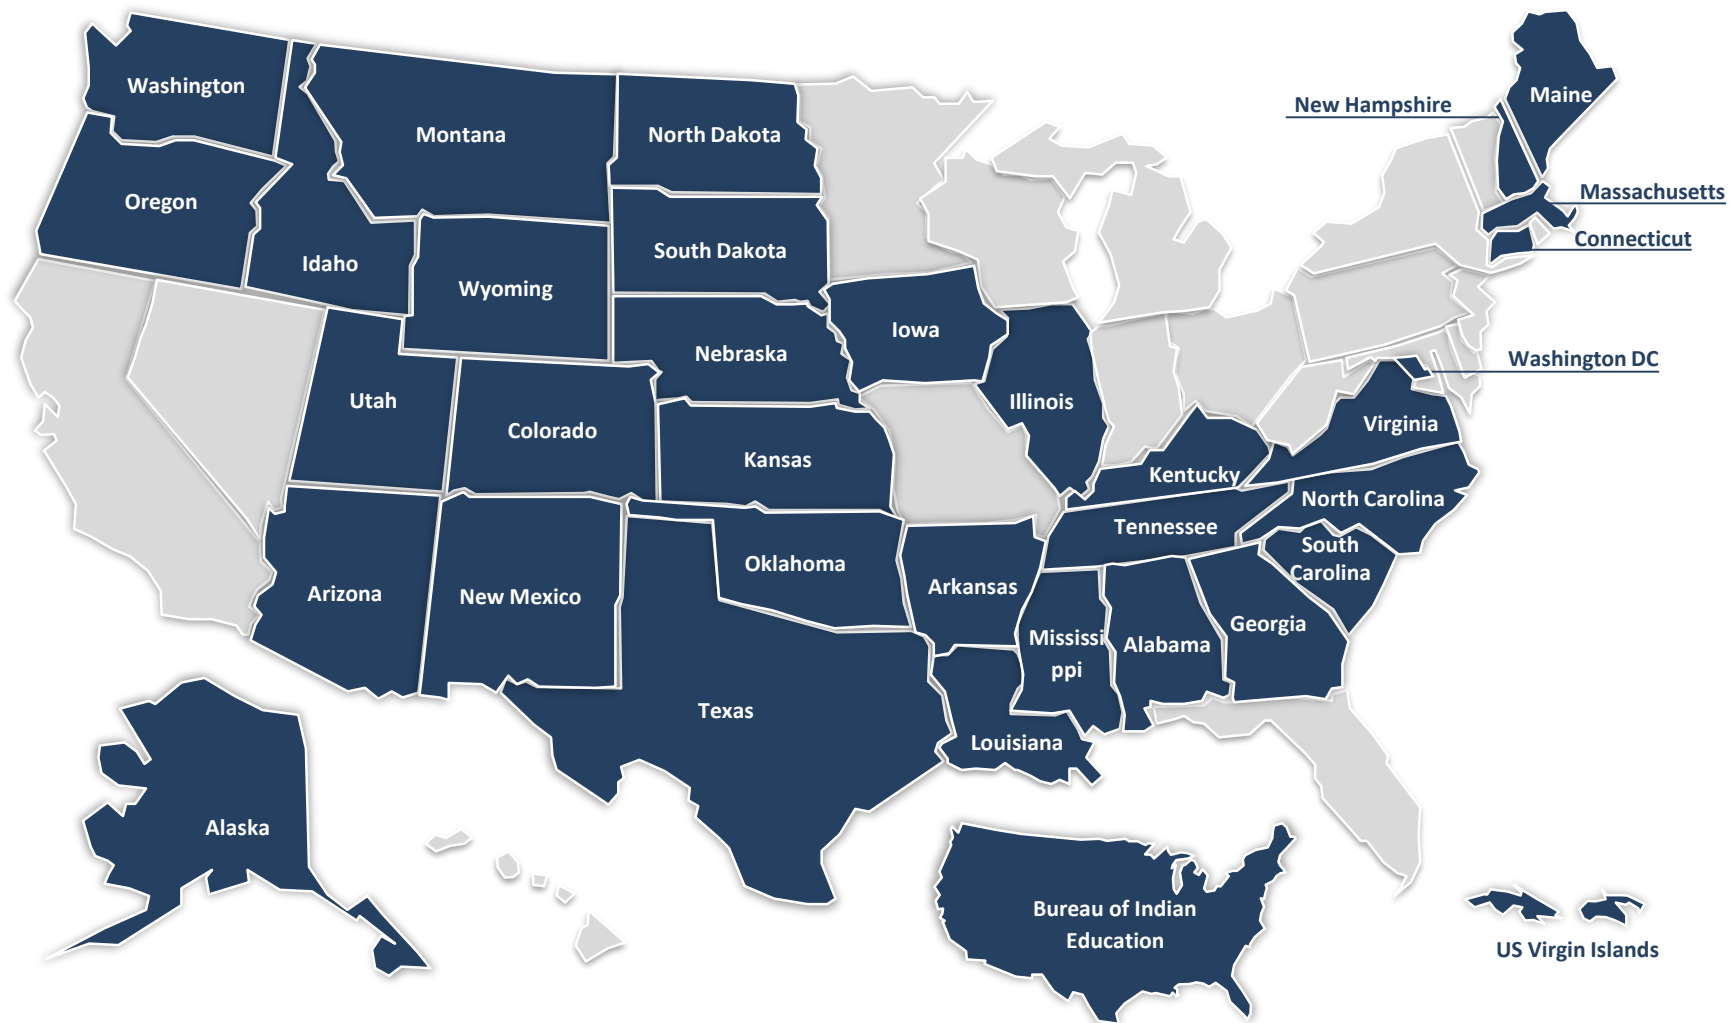 Washington
Montana
North Dakota
New Hampshire
Maine
Oregon
Idaho
Wyoming
South Dakota
Massachusetts
Connecticut
Iowa
Nebraska
Washington DC
Utah
Colorado
Kansas
Illinois
Virginia
Kentucky
North Carolina
Tennessee
South
Carolina
Oklahoma
Arkansas
Arizona
New Mexico
Mississi
ppi
Alabama
Georgia
Texas
Louisiana
Alaska
Bureau of Indian
Education
US Virgin Islands